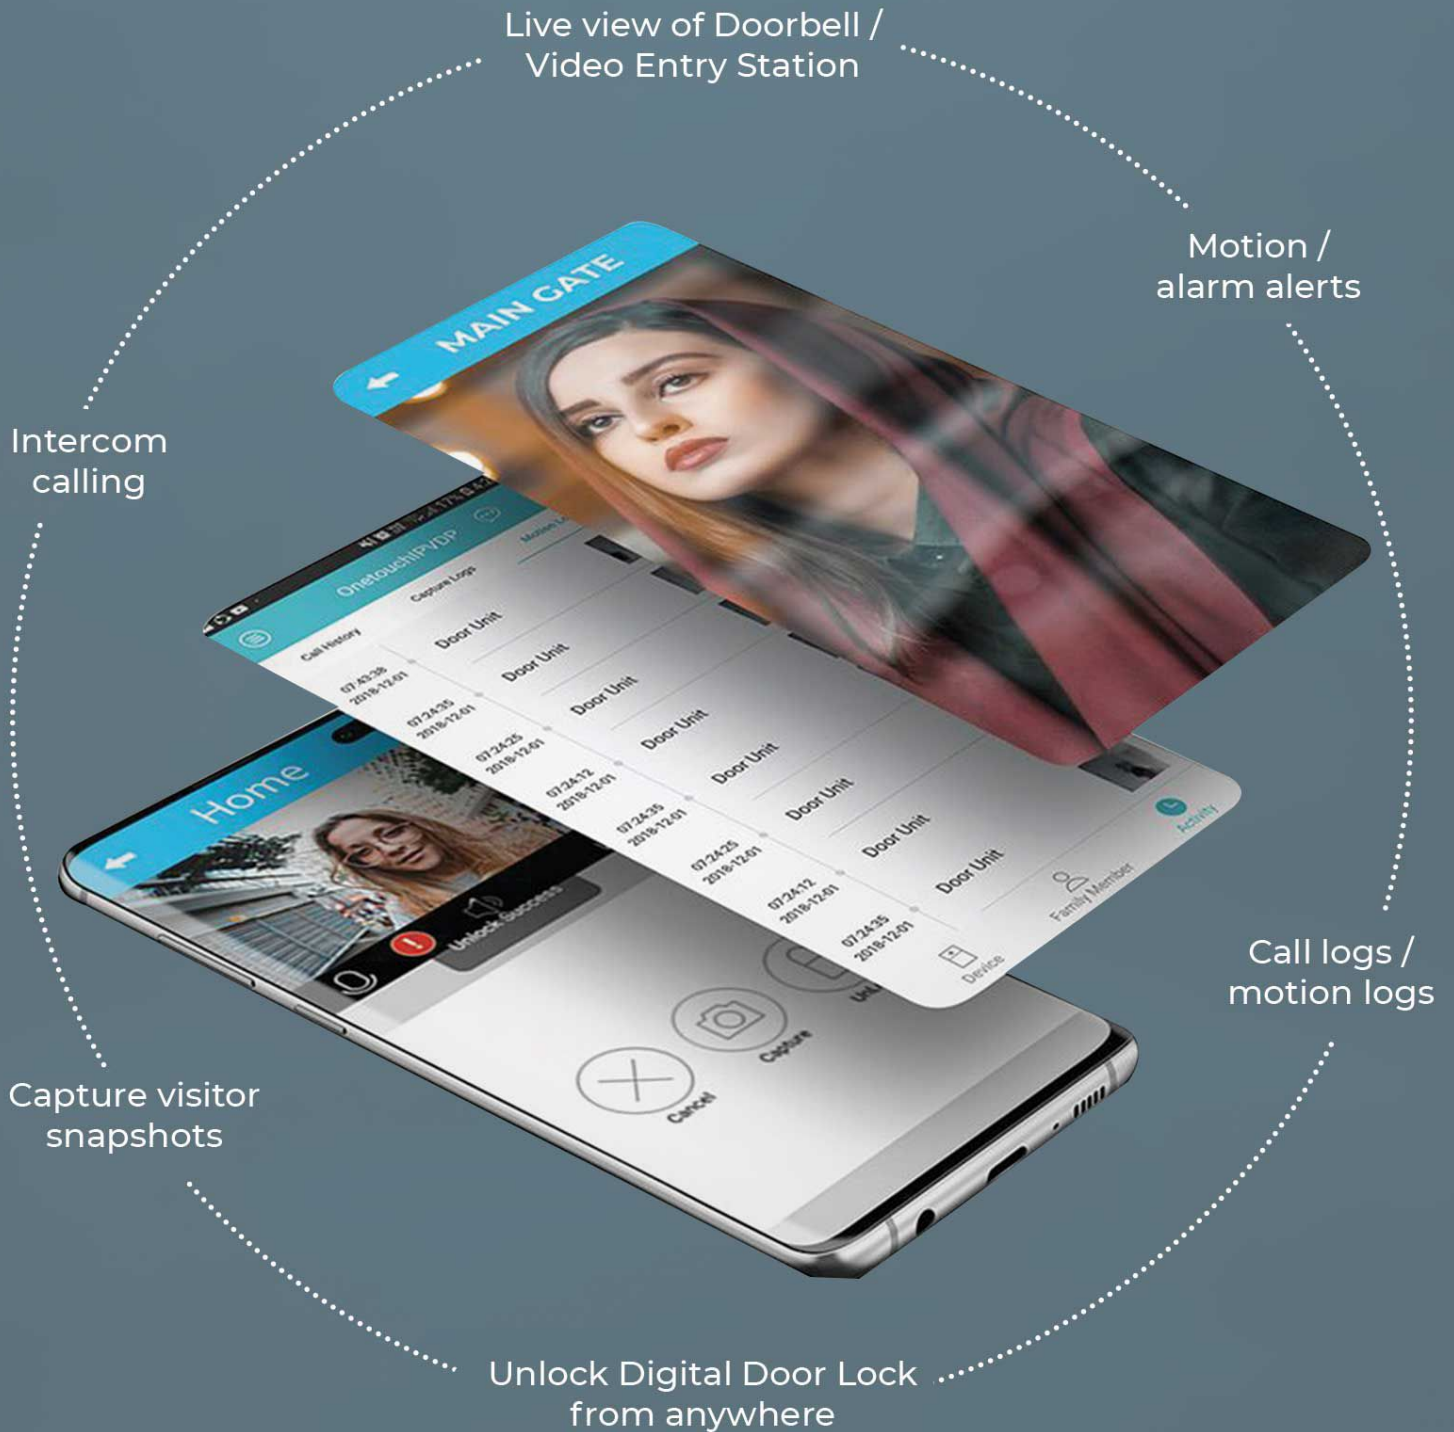 Live view of Doorbell /
Video Entry Station
Motion /
alarm alerts
Intercom
calling
Call logs /
motion logs
Capture visitor
snapshots
Unlock Digital Door Lock
from anywhere
MAIN GATE
OnetouchIPVDP
Call History
Capture Logs
Motion
07:43:38
2018-12-01
Door Unit
07:24:35
2018-12-01
Door Unit
07:24:25
2018-12-01
Door Unit
07:24:12
2018-12-01
Door Unit
07:24:35
2018-12-01
Door Unit
07:24:25
2018-12-01
Door Unit
07:24:12
2018-12-01
Door Unit
07:24:35
2018-12-01
Door Unit
Device
Family Member
Activity
Home
Unlock Success
Cancel
Capture